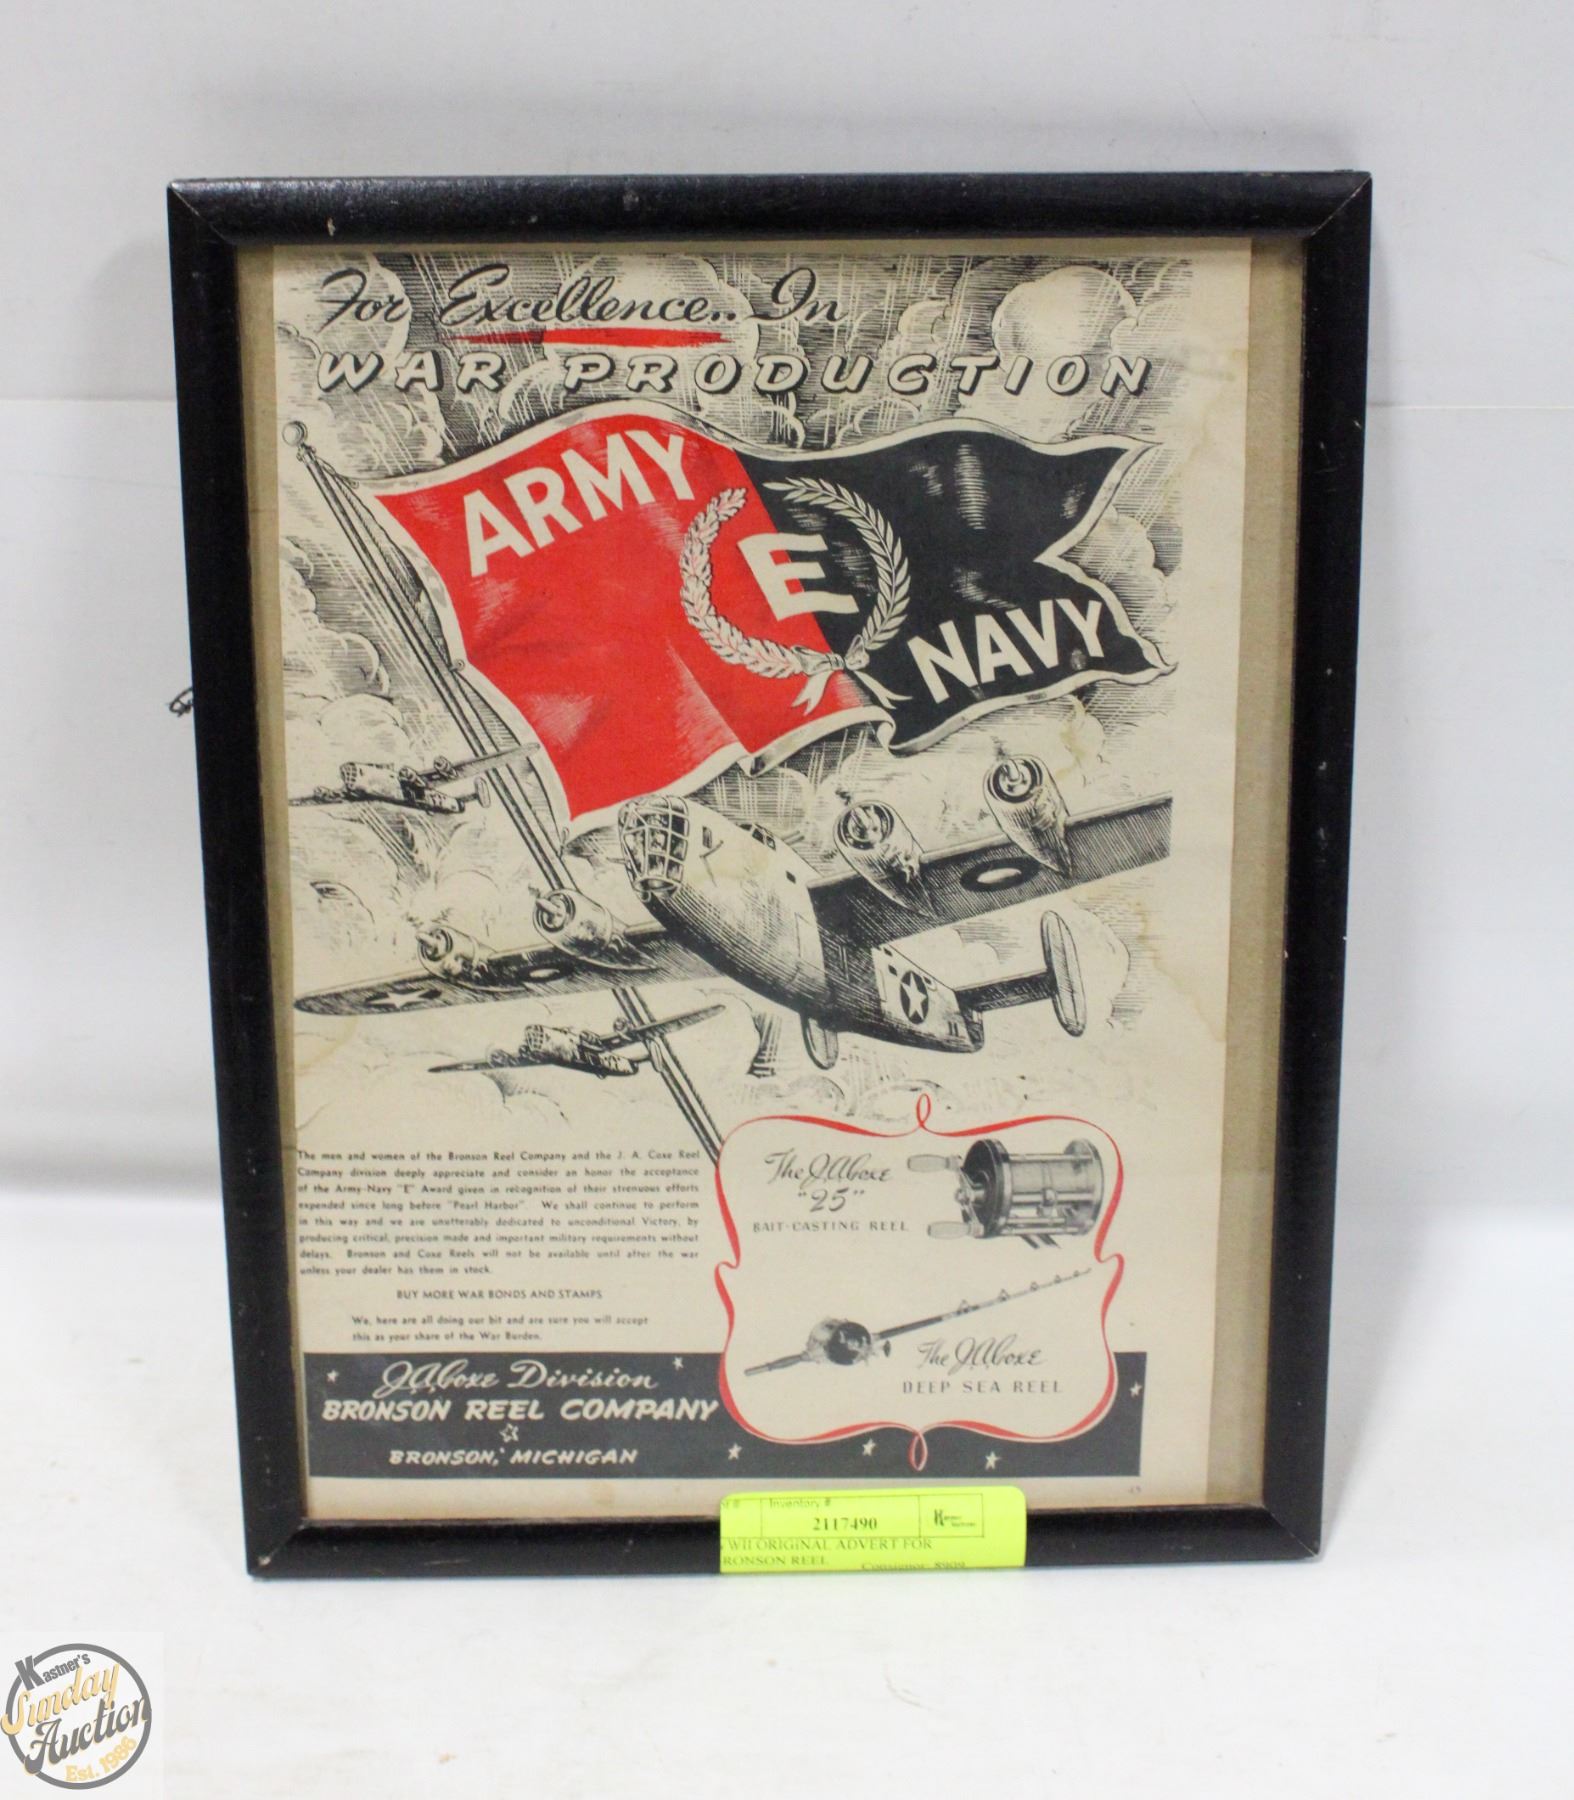 For Excellence.. In
WAR PRODUCTION
ARMY
E
NAVY
The men and women of the Bronson Reel Company and the J. A. Coxe Reel
Company division deeply appreciate and consider an honor the acceptance
of the Army-Navy "E" Award given in recognition of their strenuous efforts
expended since long before "Pearl Harbor". We shall continue to perform
in this way and we are unutterably dedicated to unconditional Victory, by
producing critical, precision made and important military requirements without
delays. Bronson and Coxe Reels will not be available until after the war
unless your dealer has them in stock.
BUY MORE WAR BONDS AND STAMPS
We, here are all doing our bit and are sure you will accept
this as your share of the War Burden.
The J.A.Coxe
"25"
BAIT-CASTING REEL
The J.A.Coxe
DEEP SEA REEL
J.A.Coxe Division
BRONSON REEL COMPANY
BRONSON, MICHIGAN
Inventory #
2117490
WII ORIGINAL ADVERT FOR
RONSON REEL
Consignor: 8909
Kastner's
Sunday
Auction
Est. 1986